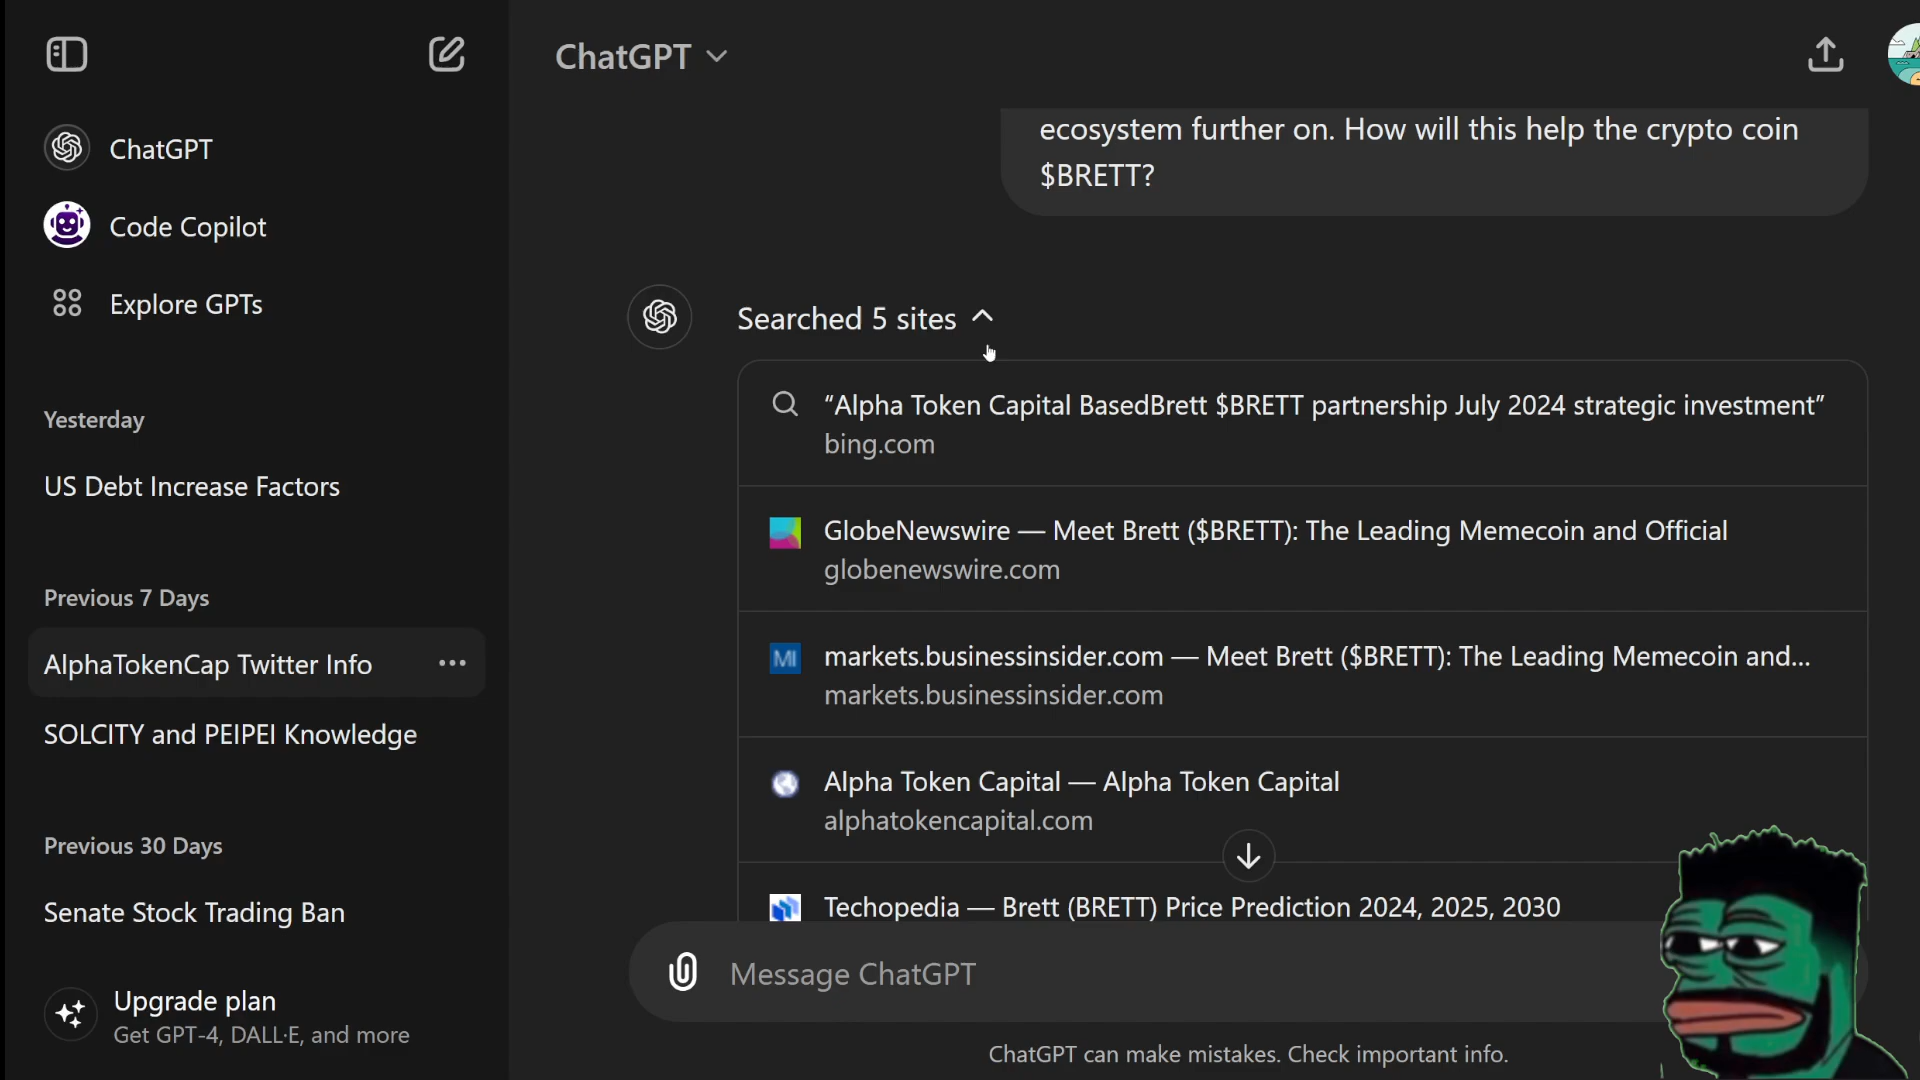 ChatGPT
Code Copilot
Explore GPTs
Yesterday
US Debt Increase Factors
Previous 7 Days
AlphaTokenCap Twitter Info
SOLCITY and PEIPEI Knowledge
Previous 30 Days
Senate Stock Trading Ban
Upgrade plan
Get GPT-4, DALL·E, and more
ChatGPT
ecosystem further on. How will this help the crypto coin
$BRETT?
Searched 5 sites
“Alpha Token Capital BasedBrett $BRETT partnership July 2024 strategic investment”
bing.com
GlobeNewswire — Meet Brett ($BRETT): The Leading Memecoin and Official
globenewswire.com
MI
markets.businessinsider.com — Meet Brett ($BRETT): The Leading Memecoin and...
markets.businessinsider.com
Alpha Token Capital — Alpha Token Capital
alphatokencapital.com
Techopedia — Brett (BRETT) Price Prediction 2024, 2025, 2030
Message ChatGPT
ChatGPT can make mistakes. Check important info.